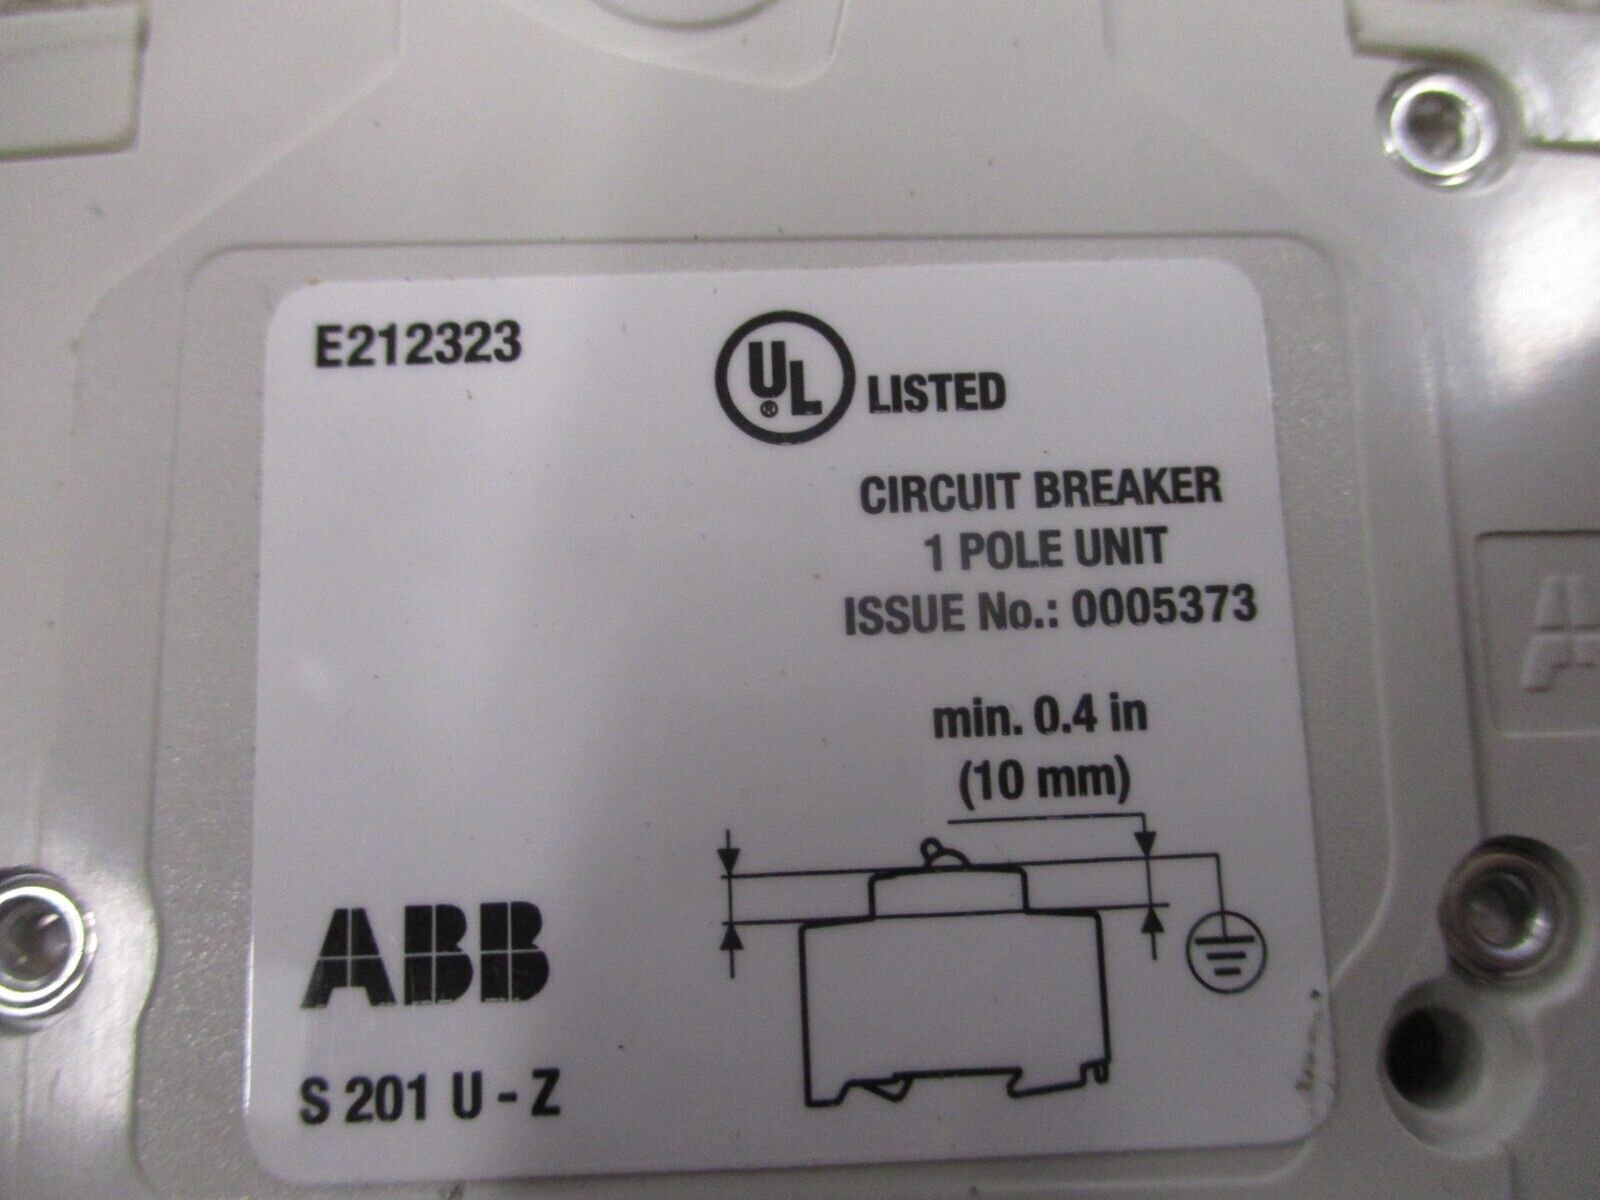 E212323
UL
®
LISTED
CIRCUIT BREAKER
1 POLE UNIT
ISSUE No.: 0005373
min. 0.4 in
(10 mm)
ABB
S 201 U - Z